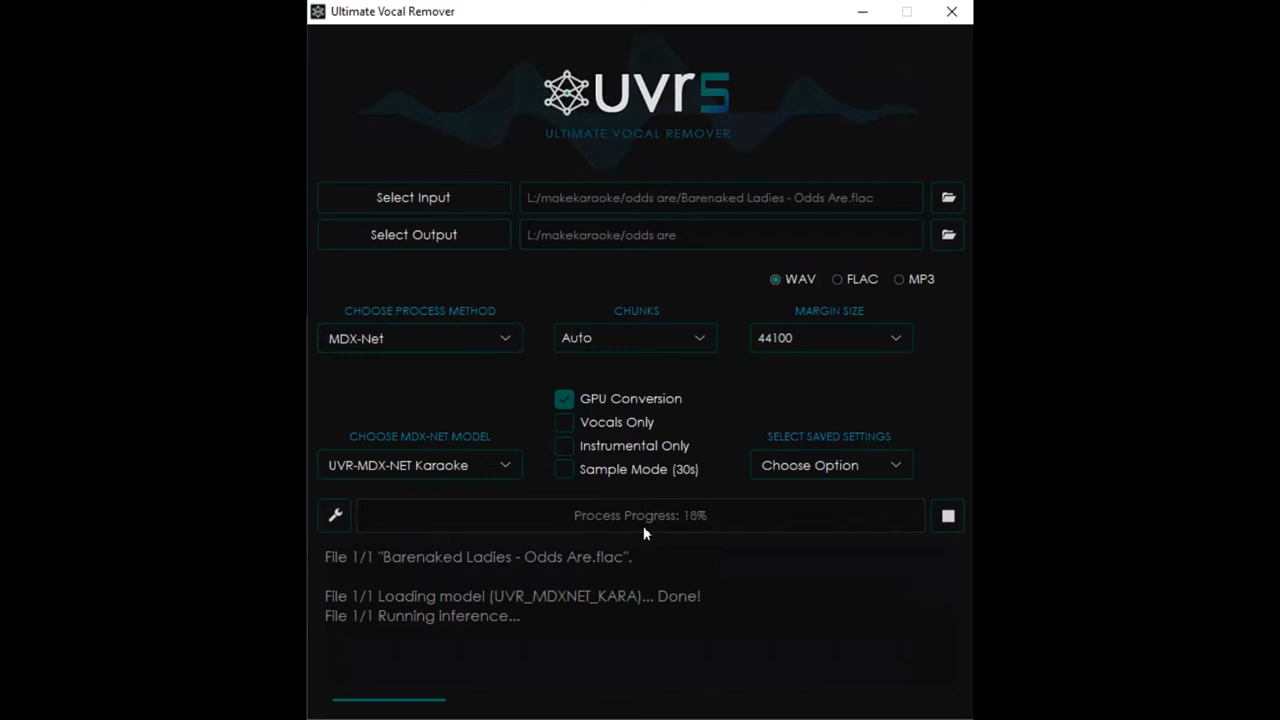 Ultimate Vocal Remover
uvr5
ULTIMATE VOCAL REMOVER
Select Input
L:/makekaraoke/odds are/Barenaked Ladies - Odds Are.flac
Select Output
L:/makekaraoke/odds are
WAV FLAC MP3
CHOOSE PROCESS METHOD CHUNKS MARGIN SIZE
MDX-Net Auto 44100
GPU Conversion
Vocals Only
CHOOSE MDX-NET MODEL Instrumental Only SELECT SAVED SETTINGS
UVR-MDX-NET Karaoke Sample Mode (30s) Choose Option
Process Progress: 18%
File 1/1 "Barenaked Ladies - Odds Are.flac".
File 1/1 Loading model (UVR_MDXNET_KARA)... Done!
File 1/1 Running inference...